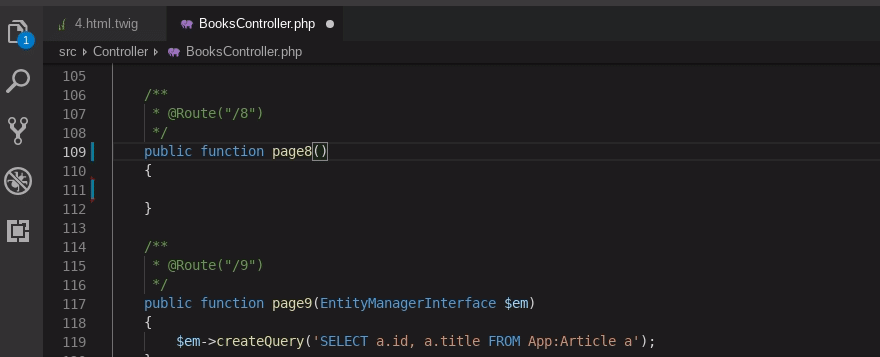 4.html.twig BooksController.php
1
src Controller BooksController.php
105
106 /**
107 * @Route("/8")
108 */
109 public function page8()
110 {
111
112 }
113
114 /**
115 * @Route("/9")
116 */
117 public function page9(EntityManagerInterface $em)
118 {
119 $em->createQuery('SELECT a.id, a.title FROM App:Article a');